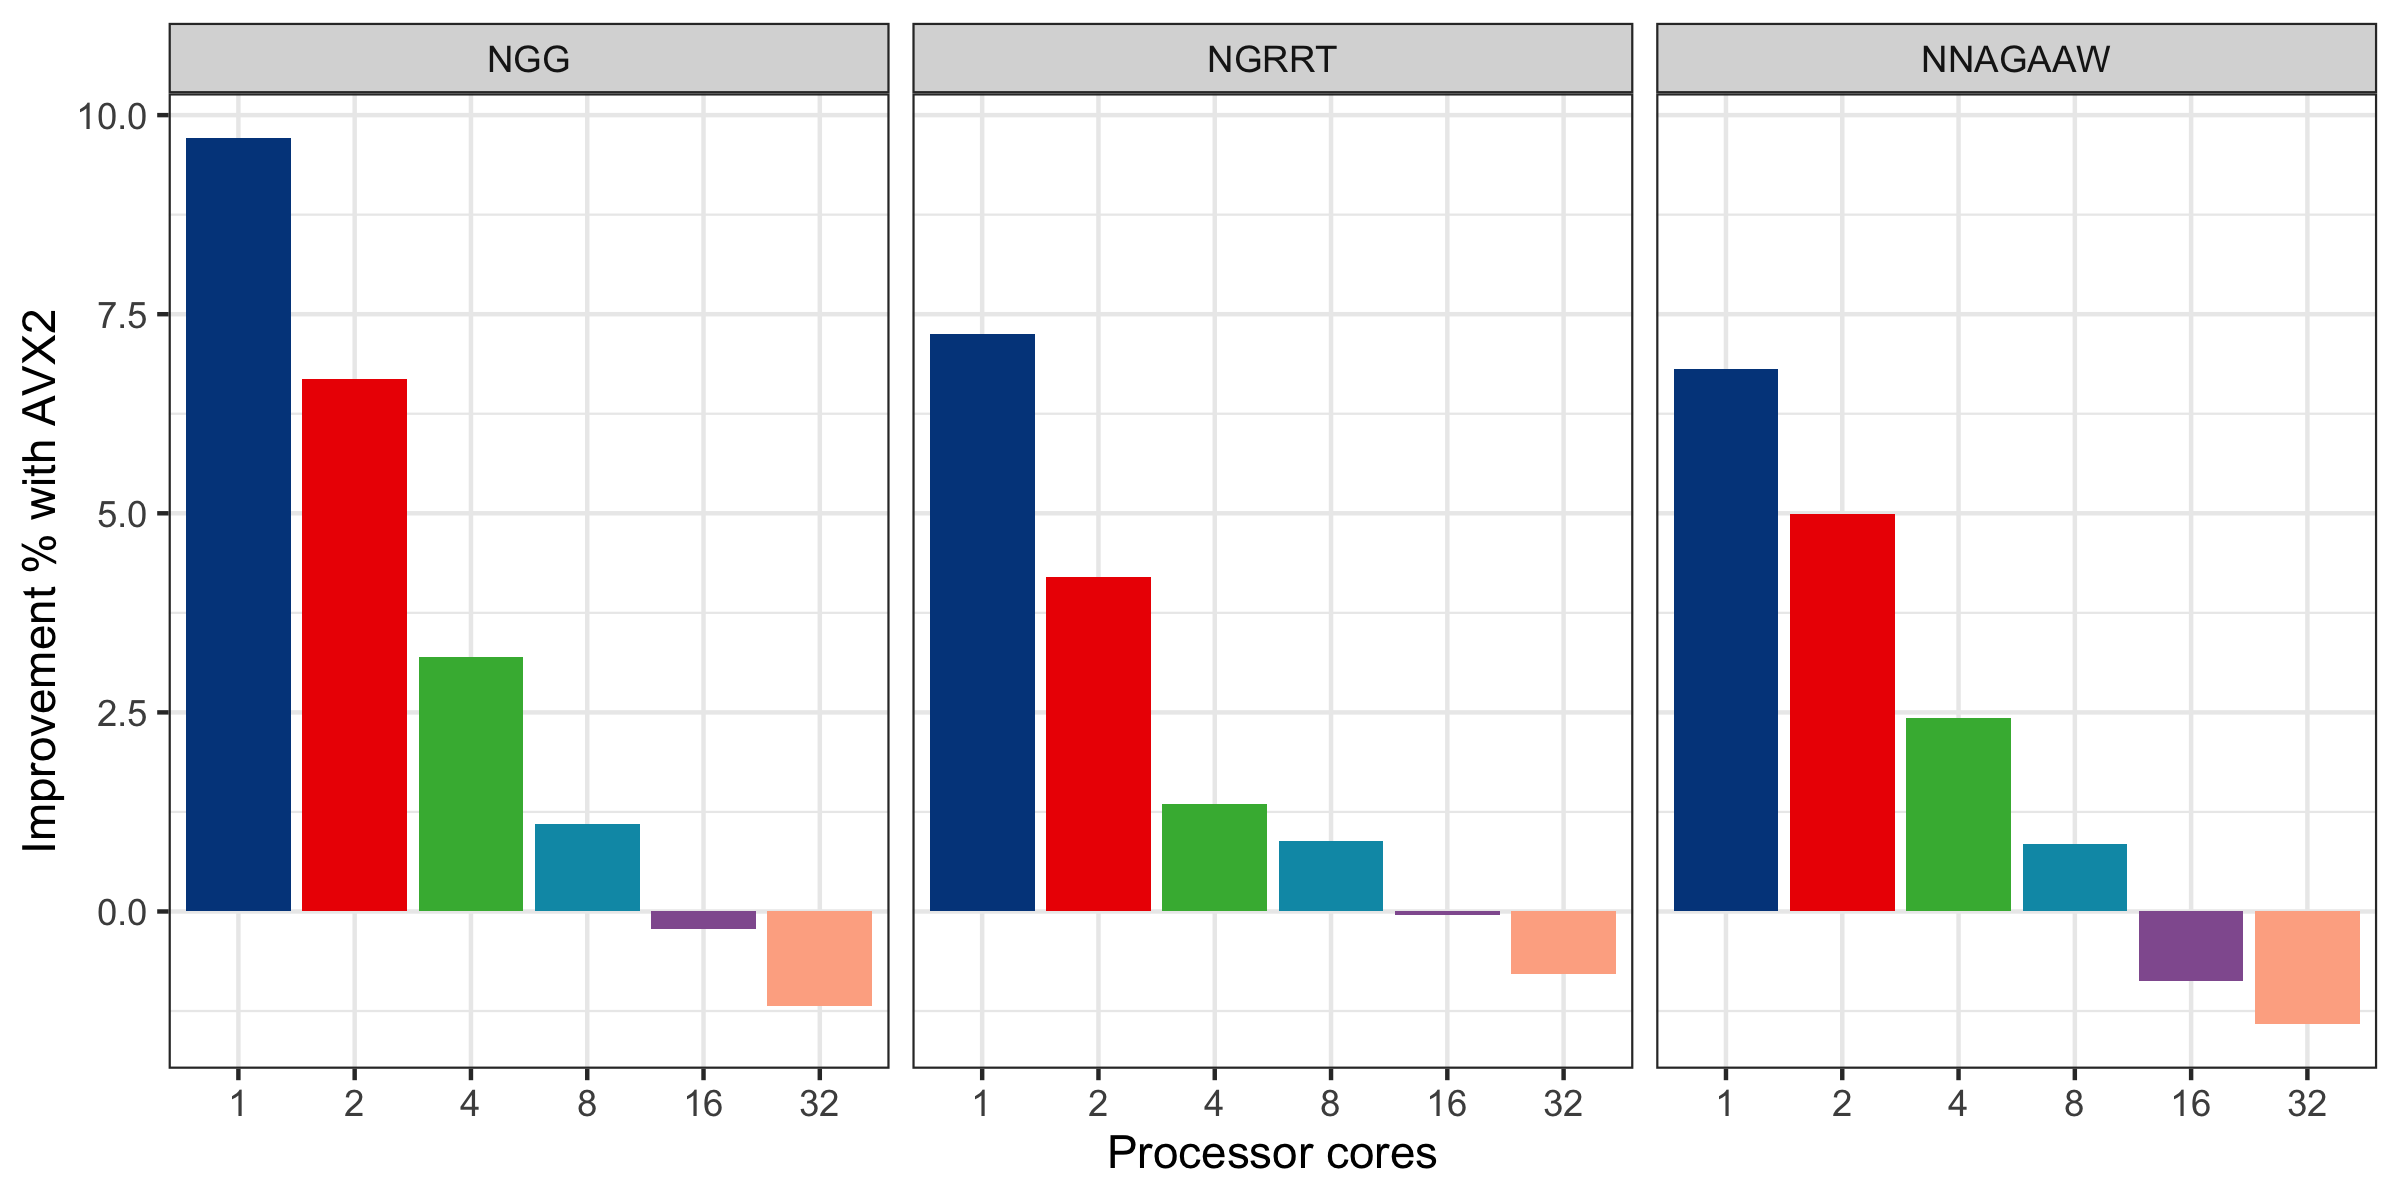 NGG
NGRRT
NNAGAAW
Improvement % with AVX2
10.0
7.5
5.0
2.5
0.0
1 2 4 8 16 32
1 2 4 8 16 32
1 2 4 8 16 32
Processor cores